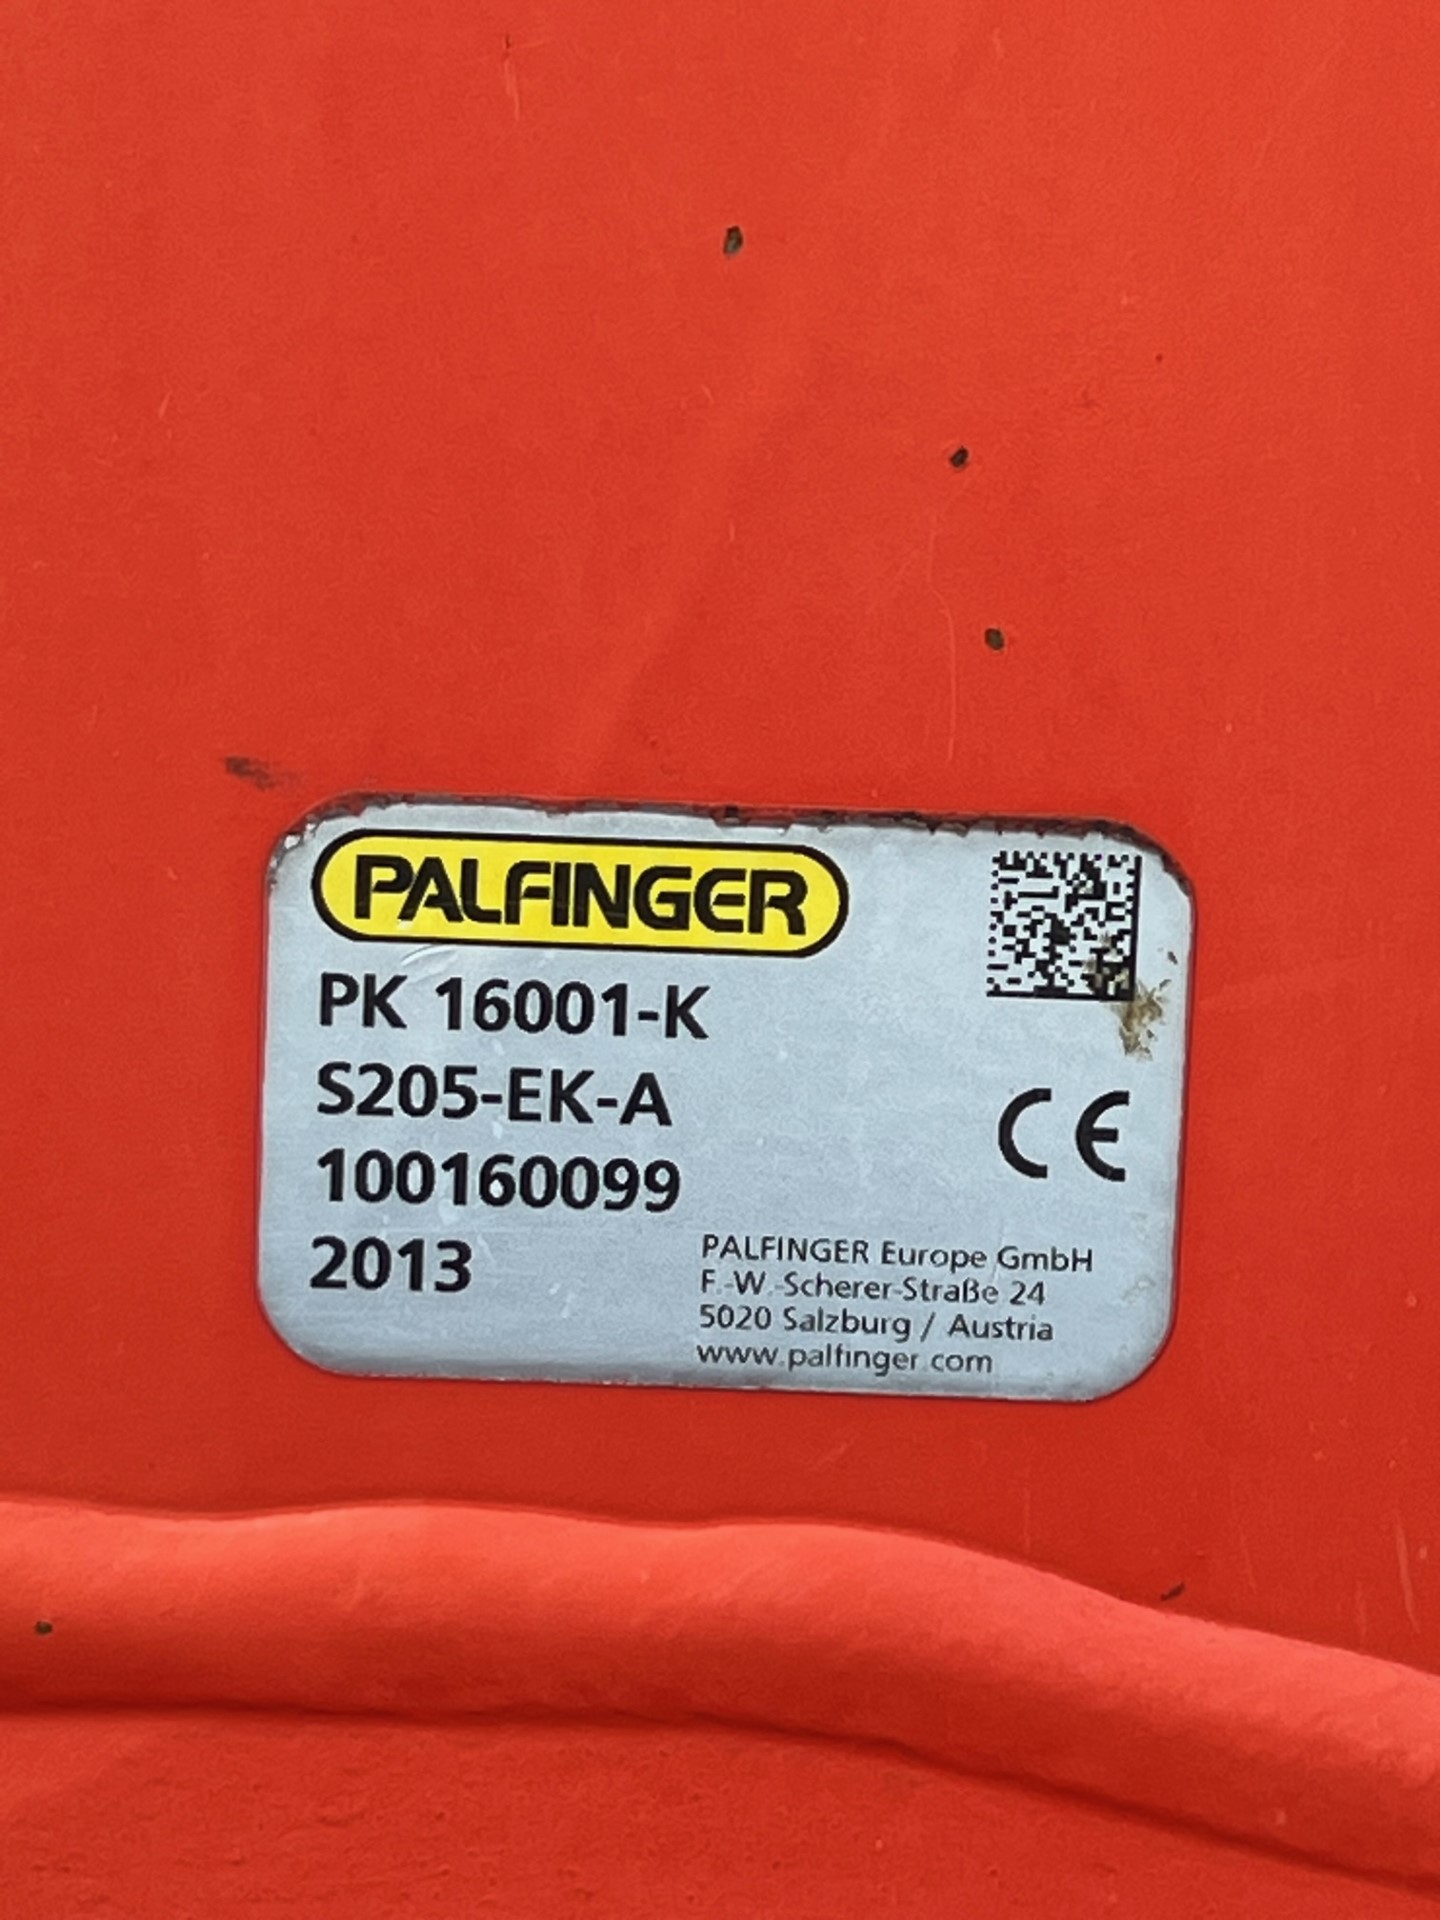 PALFINGER
PK 16001-K
S205-EK-A
100160099
2013
CE
PALFINGER Europe GmbH
F.-W.-Scherer-Straße 24
5020 Salzburg / Austria
www.palfinger.com